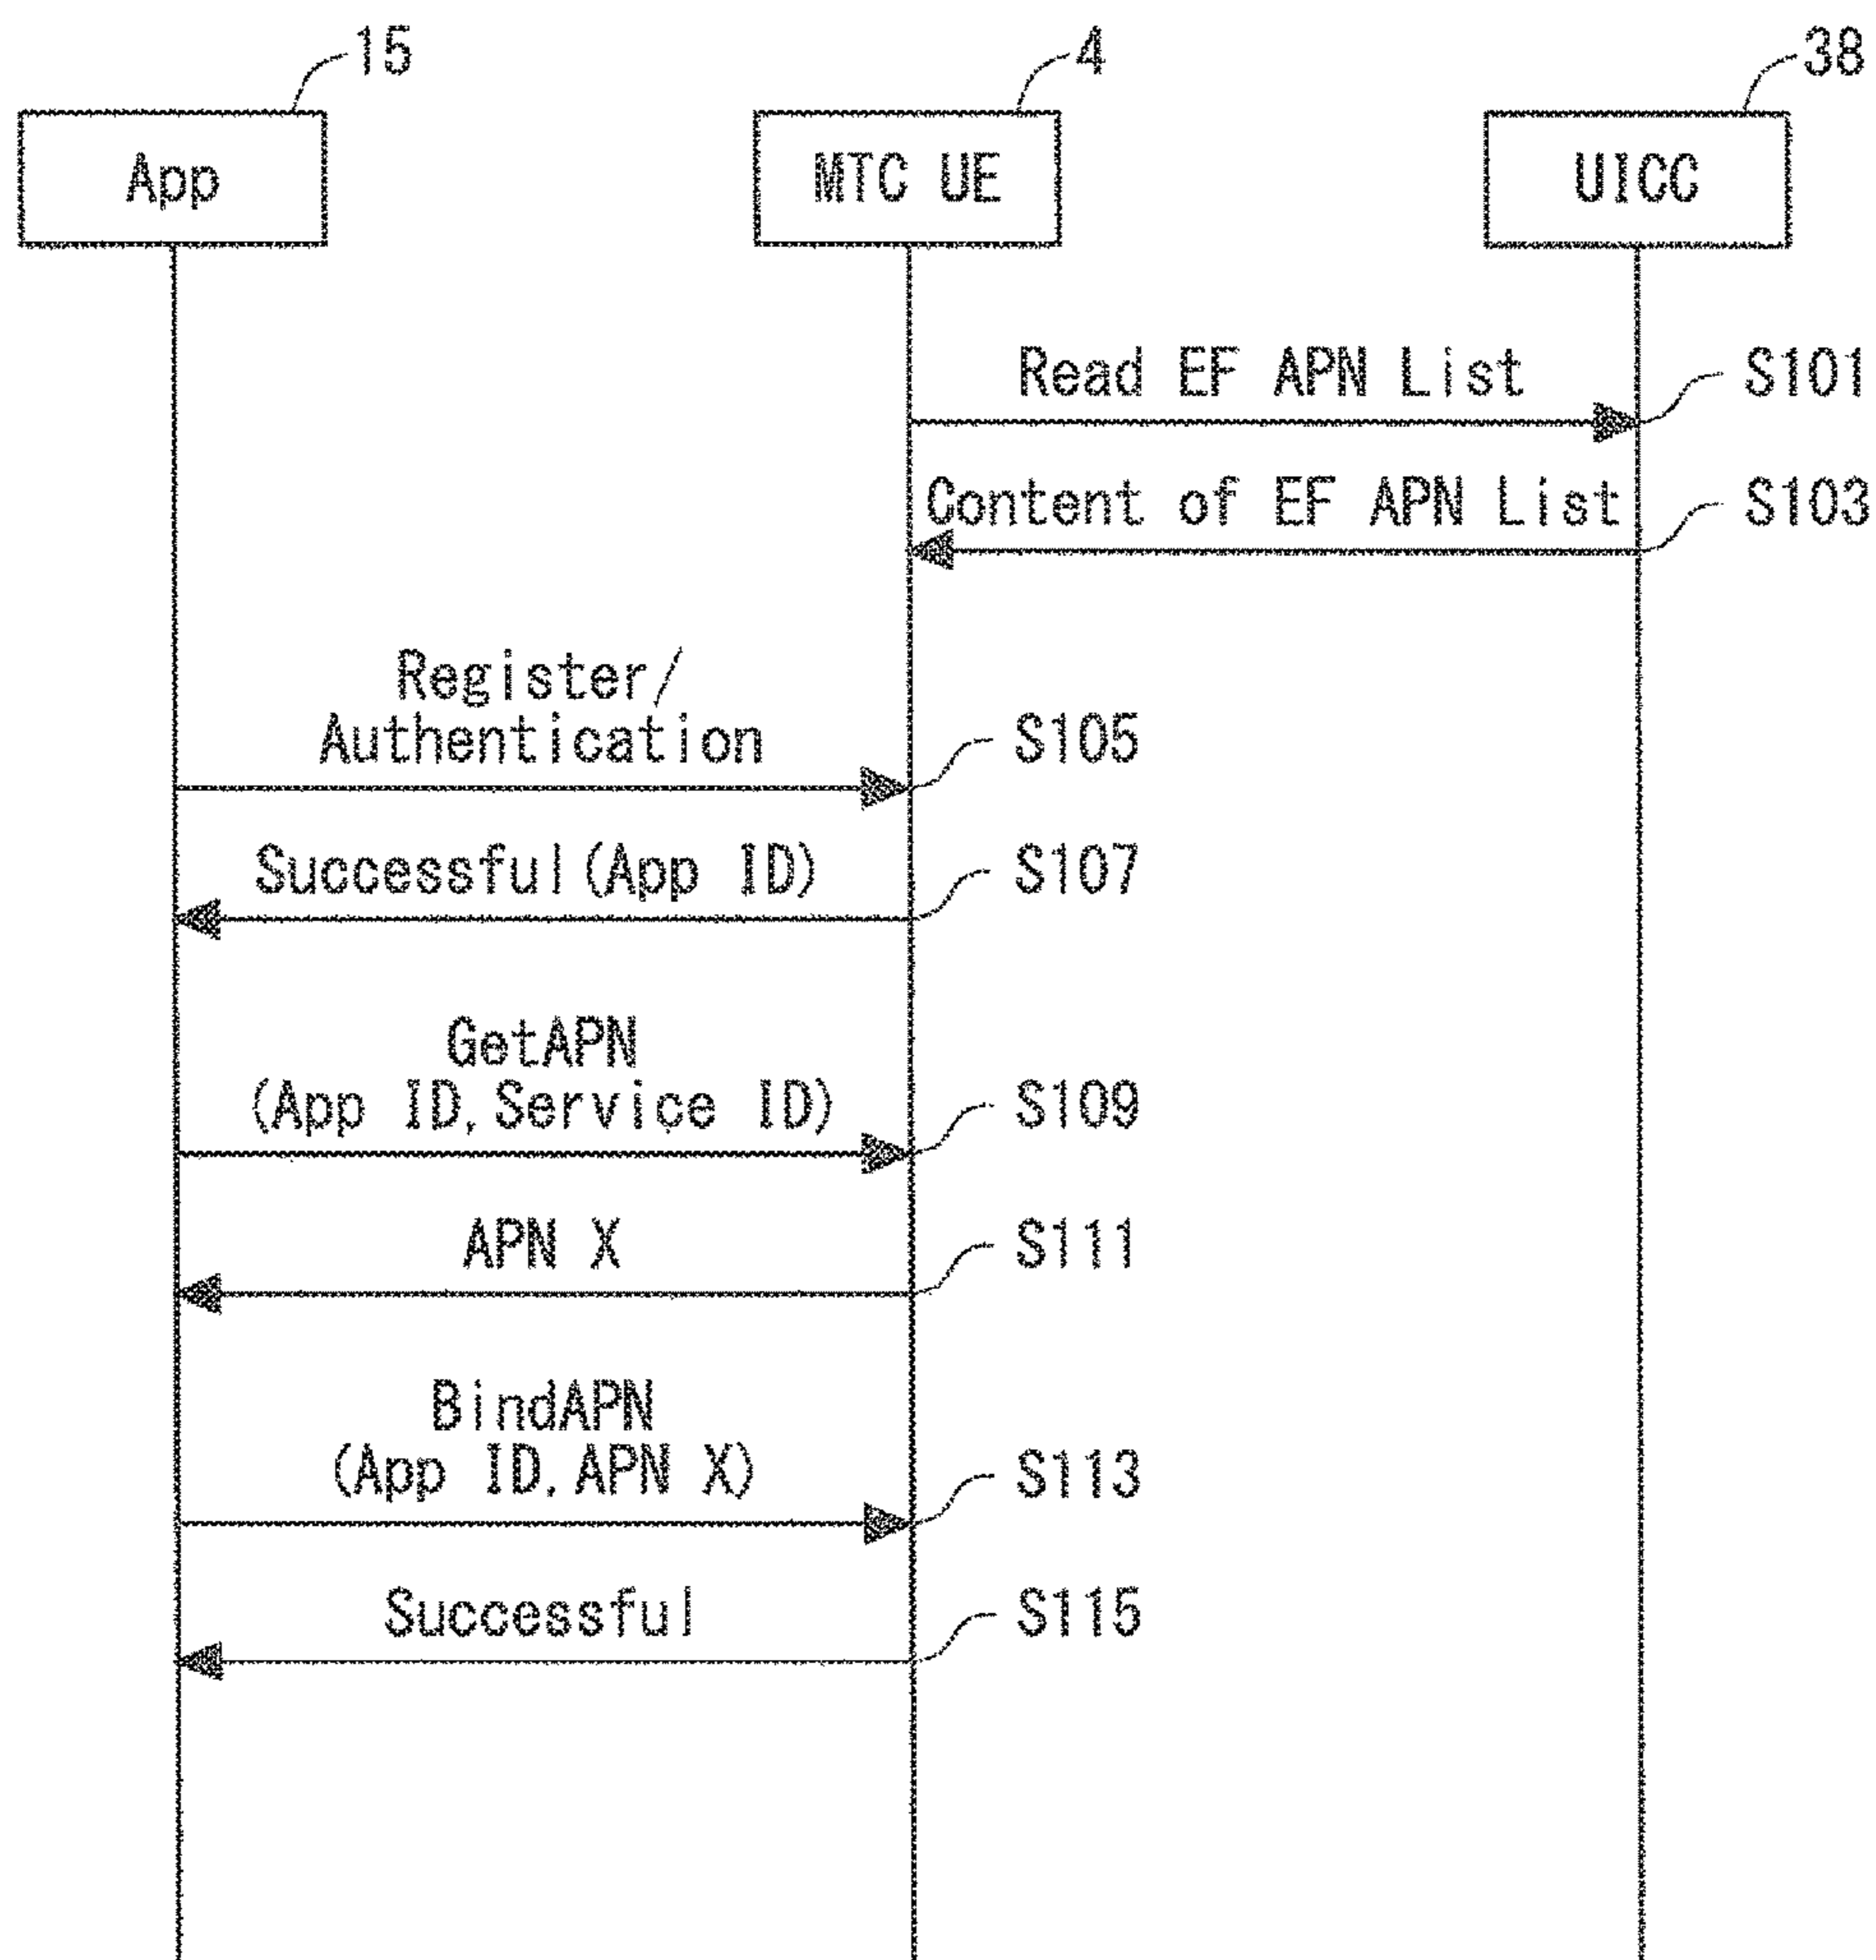 15
4
38
App
MTC UE
UICC
Read EF APN List
S101
Content of EF APN List
S103
Register/
Authentication
S105
Successful(App ID)
S107
GetAPN
(App ID,Service ID)
S109
APN X
S111
BindAPN
(App ID,APN X)
S113
Successful
S115